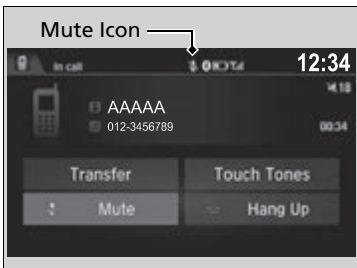 Mute Icon
In call 12:34
AAAAA
012-3456789 00:34
Transfer Touch Tones
Mute Hang Up